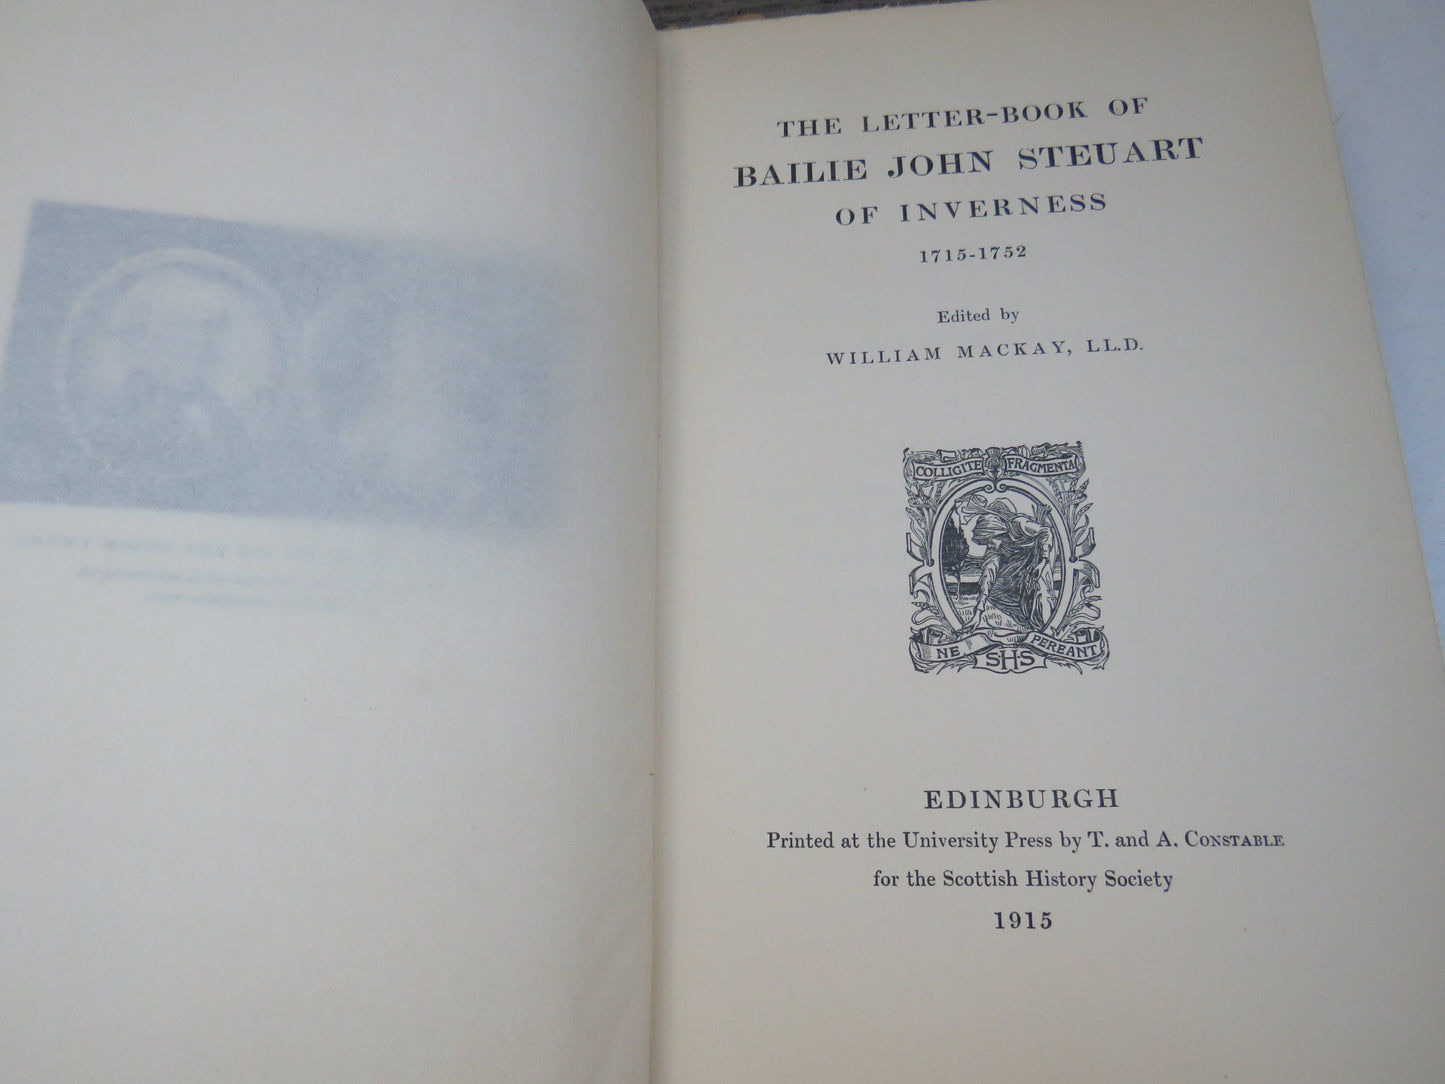 THE LETTER-BOOK OF
BAILIE JOHN STEUART
OF INVERNESS
1715-1752
Edited by
WILLIAM MACKAY, LL.D.
COLLIGITE FRAGMENTA
NE PEREANT
S·H·S
EDINBURGH
Printed at the University Press by T. and A. CONSTABLE
for the Scottish History Society
1915